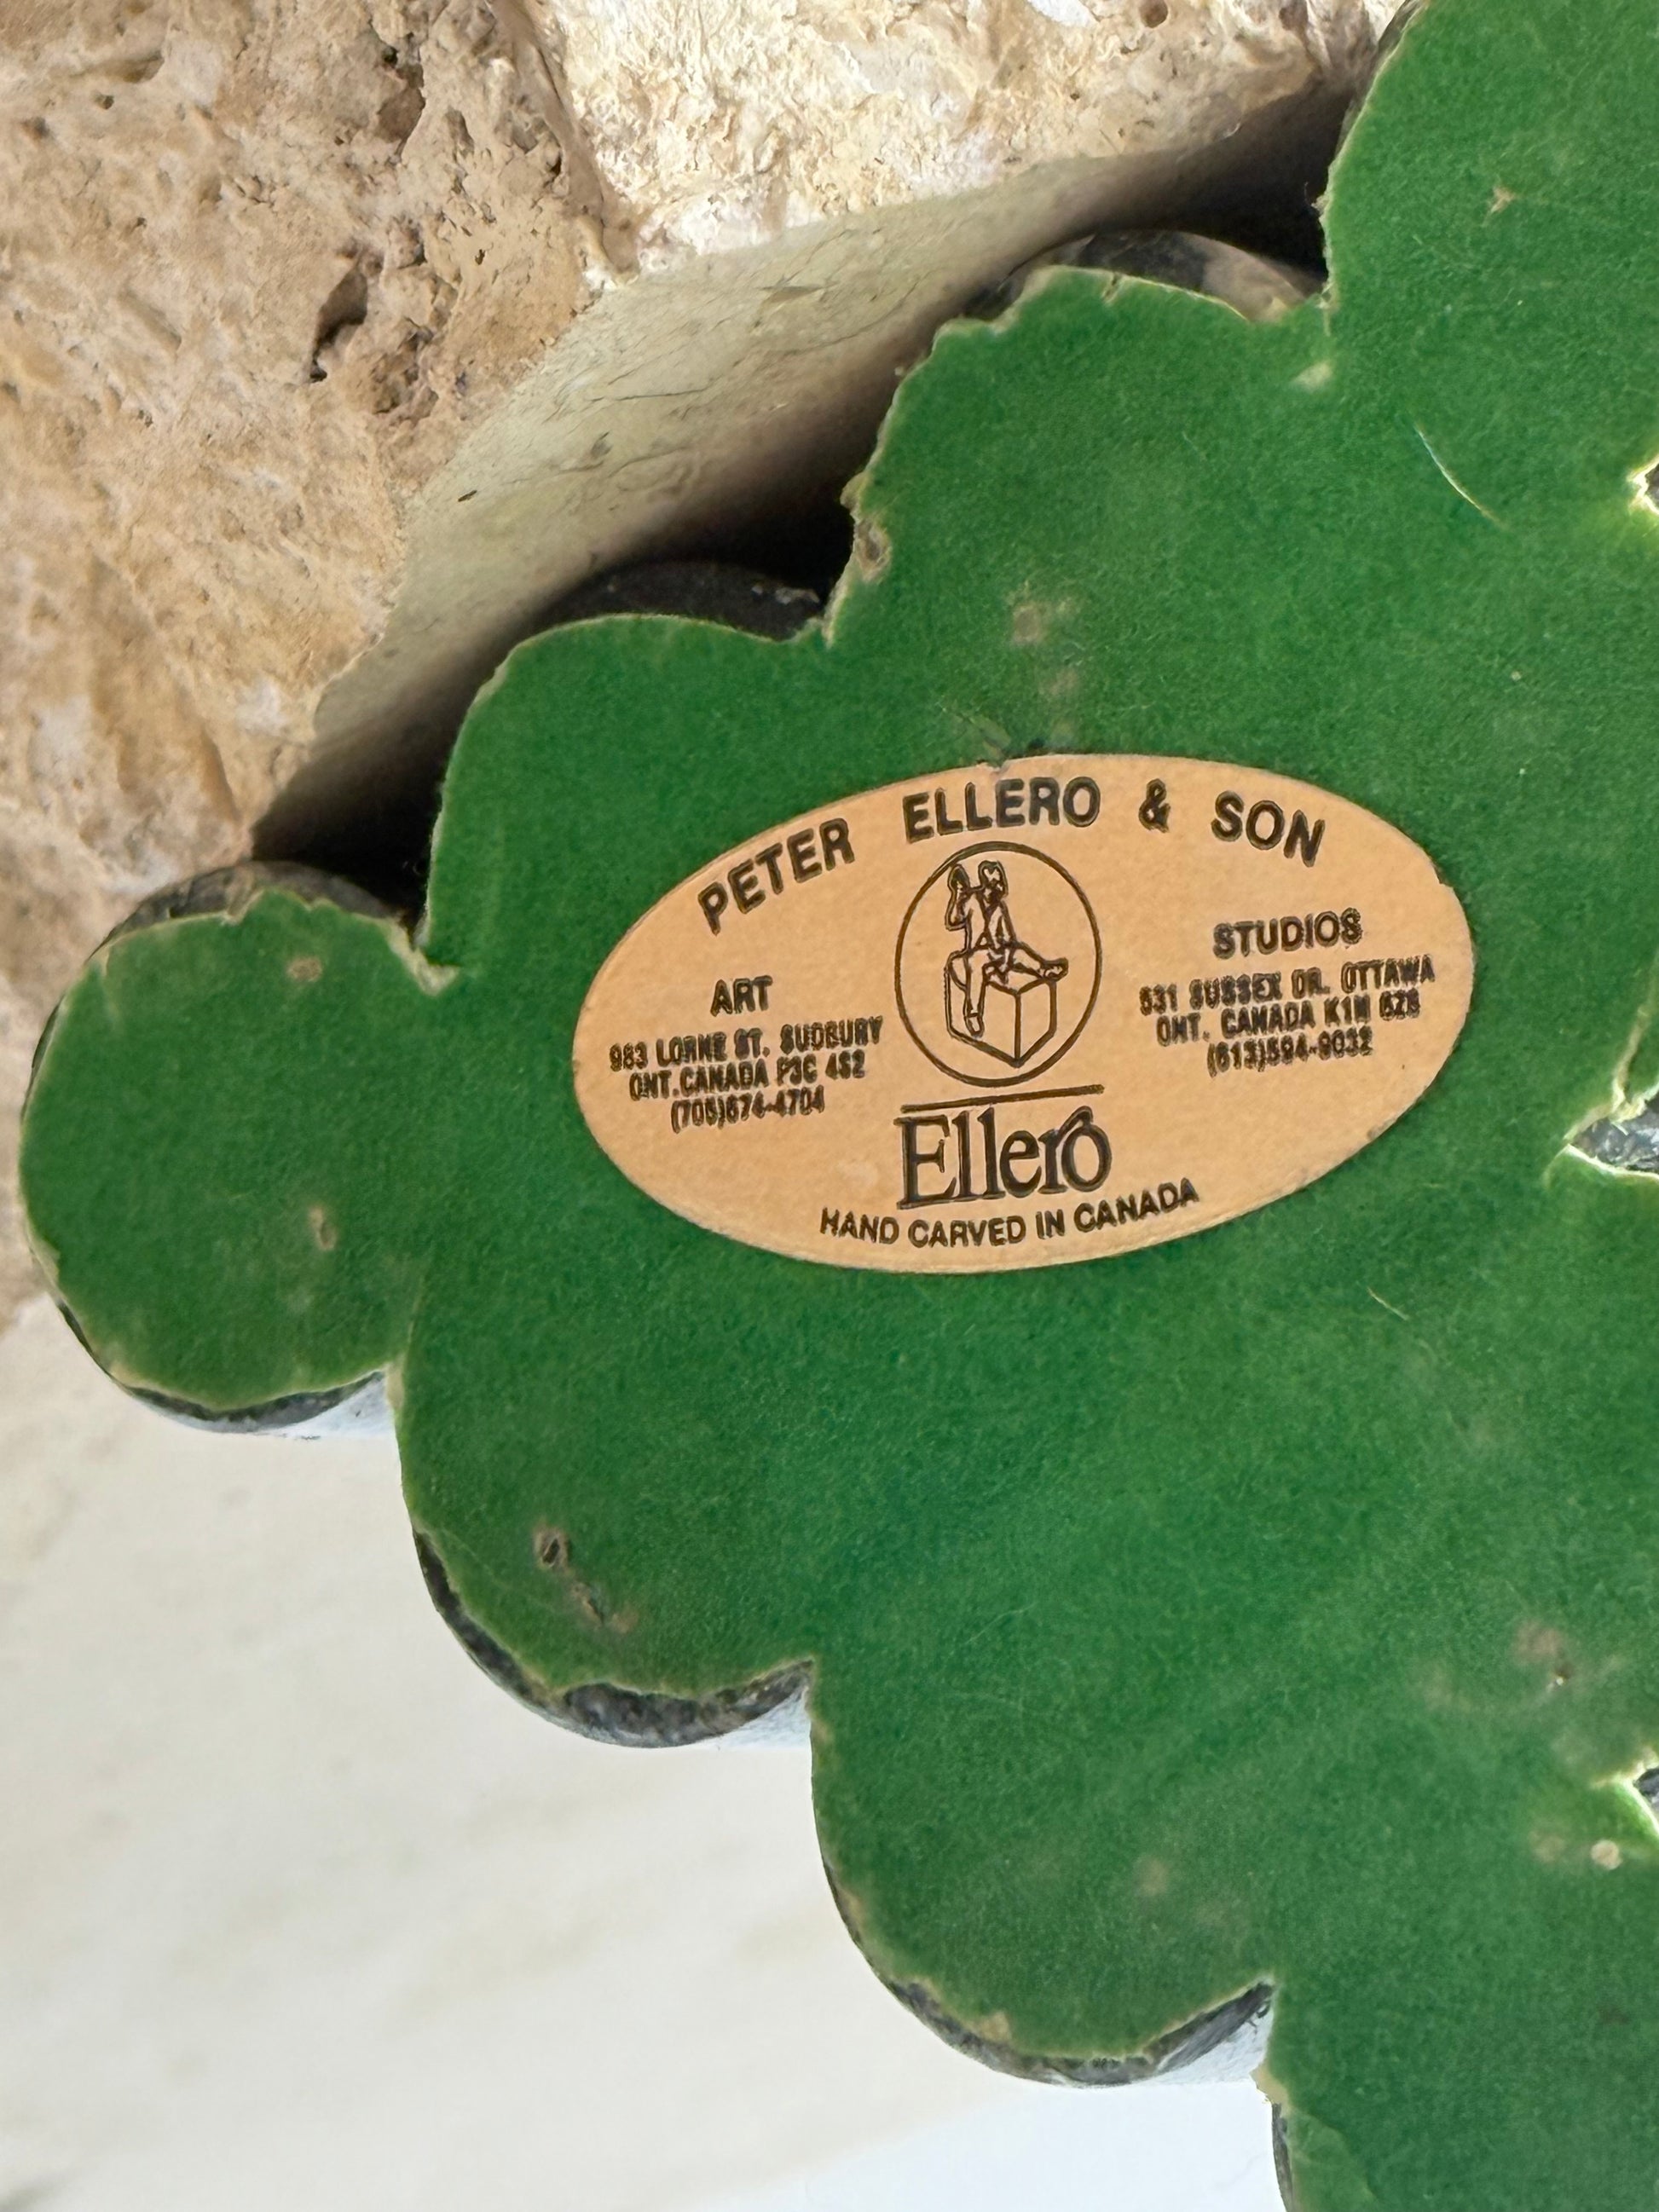 PETER ELLERO & SON
ART
983 LORNE ST. SUDBURY
ONT. CANADA P3C 4S2
(705)674-4704
STUDIOS
531 SUSSEX DR. OTTAWA
ONT. CANADA K1N 6Z6
(613)594-9032
Ellero
HAND CARVED IN CANADA